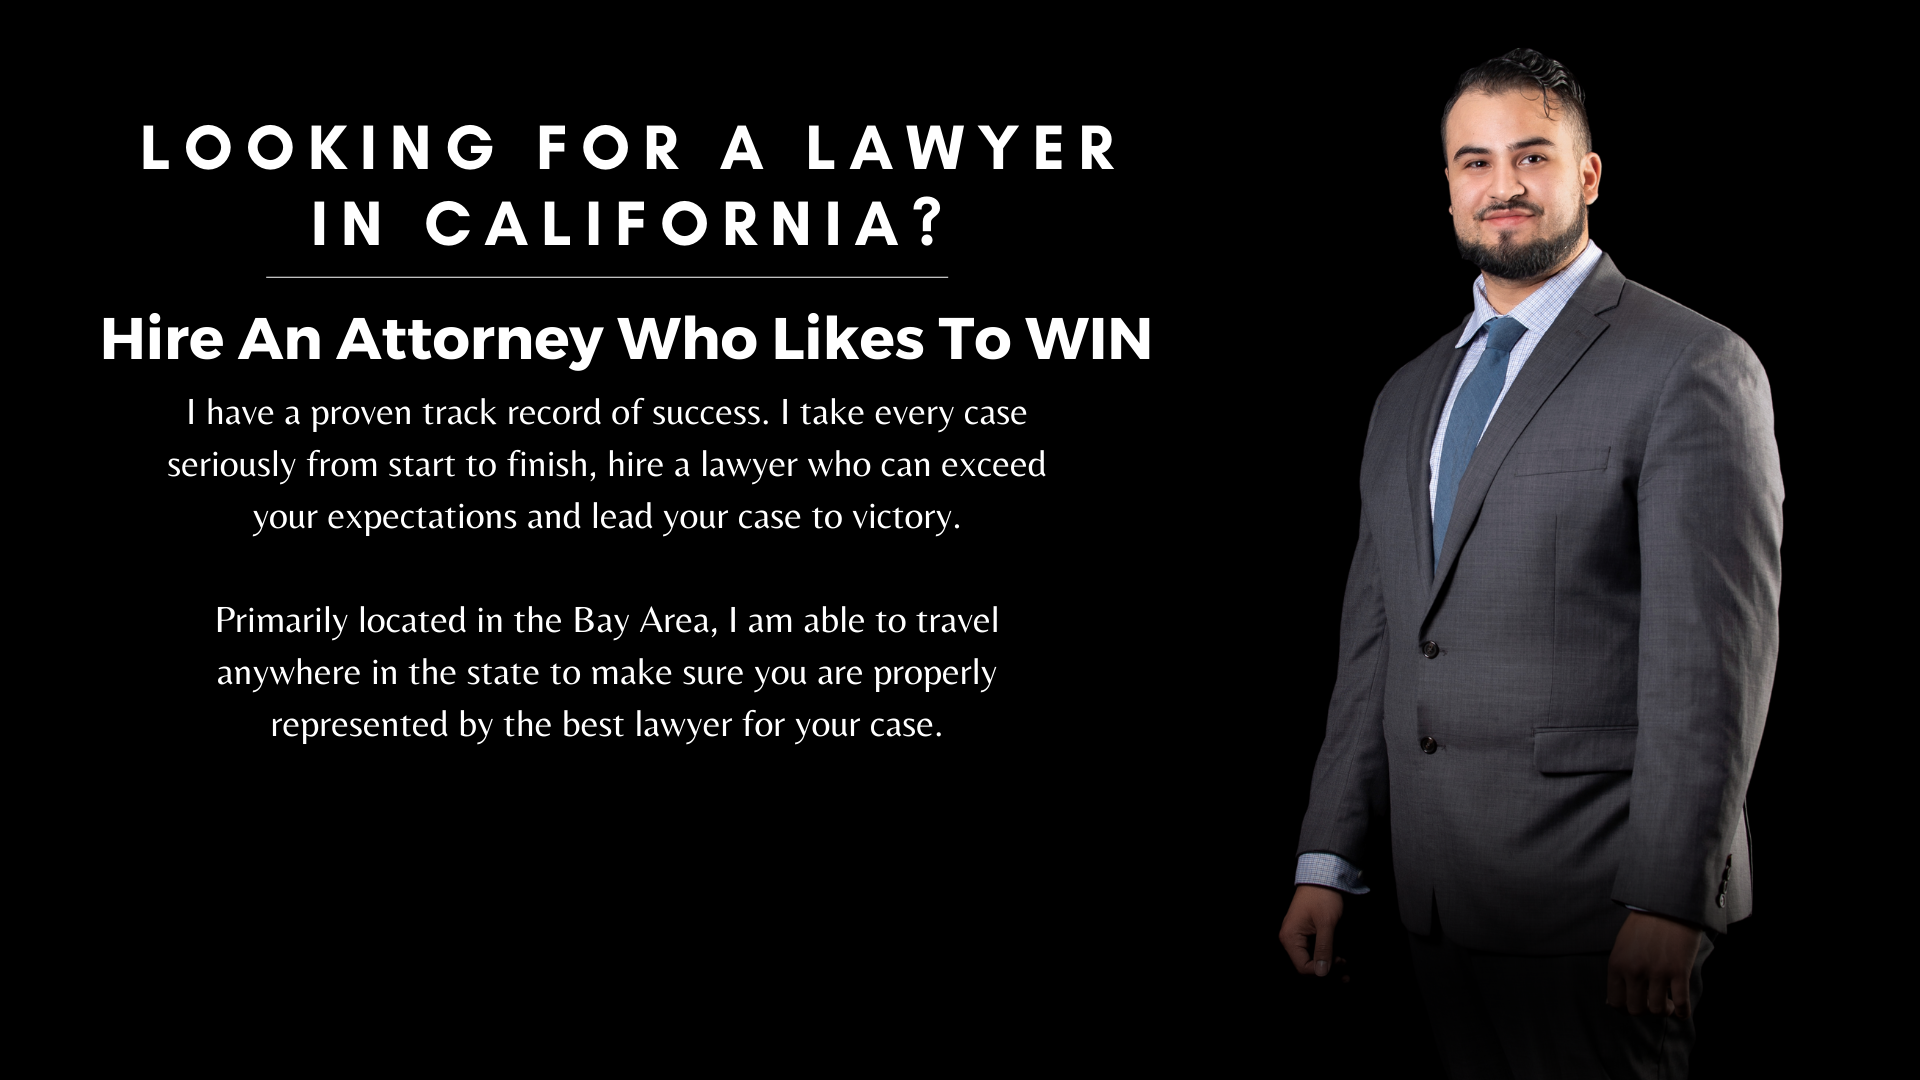 LOOKING FOR A LAWYER
IN CALIFORNIA?
Hire An Attorney Who Likes To WIN
I have a proven track record of success. I take every case
seriously from start to finish, hire a lawyer who can exceed
your expectations and lead your case to victory.
Primarily located in the Bay Area, I am able to travel
anywhere in the state to make sure you are properly
represented by the best lawyer for your case.